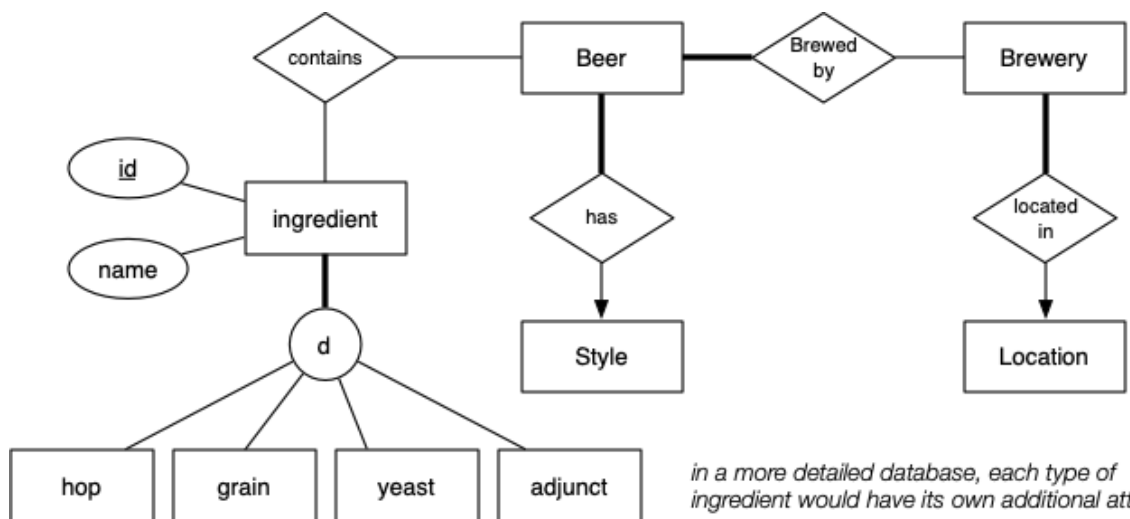 contains
Beer
Brewed
by
Brewery
id
name
ingredient
has
located
in
d
Style
Location
hop
grain
yeast
adjunct
in a more detailed database, each type of
ingredient would have its own additional att